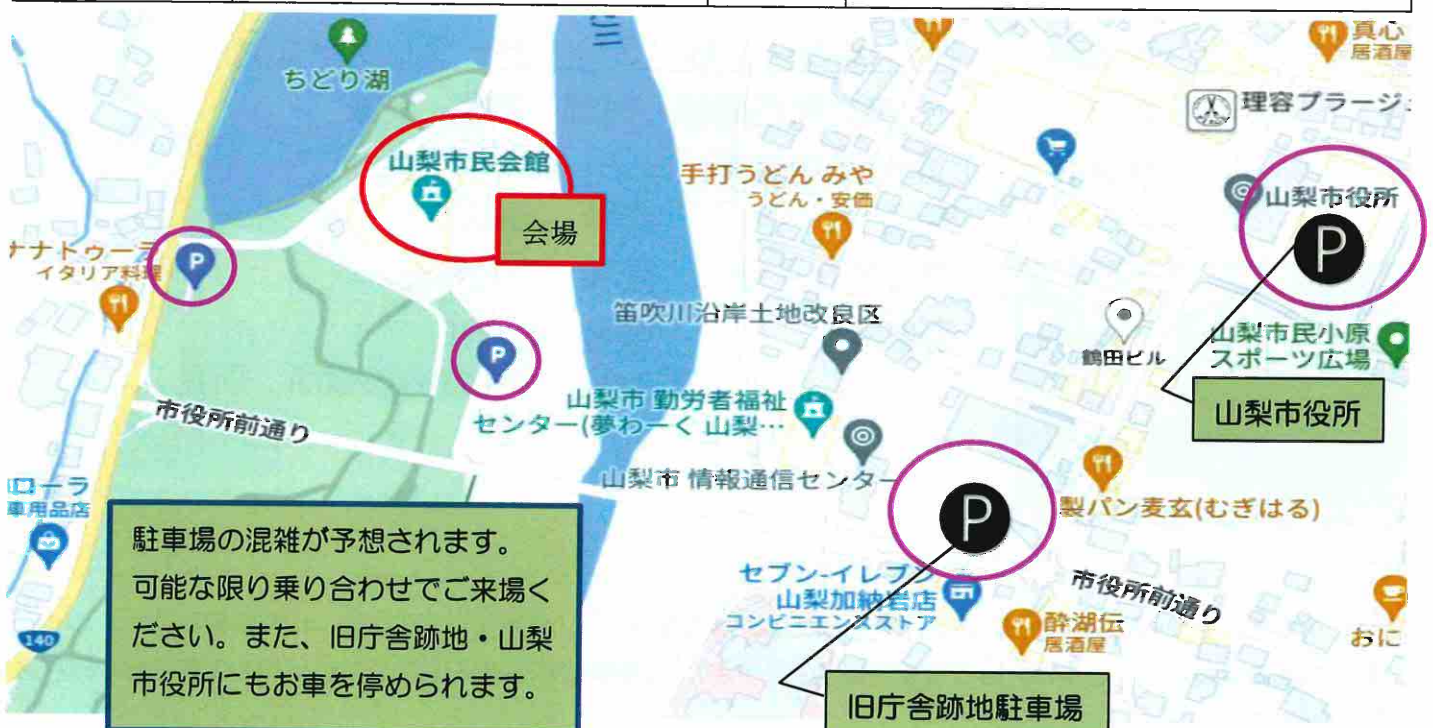 ちどり湖
真心
居酒屋
理容プラージュ
山梨市民会館
会場
手打うどん みや
うどん・安価
山梨市役所
P
ナナトゥーラ
イタリア料理
P
笛吹川沿岸土地改良区
鶴田ビル
山梨市民小原
スポーツ広場
P
山梨市役所
山梨市 勤労者福祉
センター(夢わーく 山梨…
市役所前通り
山梨市 情報通信センター
P
製パン麦玄(むぎはる)
ローラ
車用品店
駐車場の混雑が予想されます。
可能な限り乗り合わせでご来場く
ださい。また、旧庁舎跡地・山梨
市役所にもお車を停められます。
セブン-イレブン
山梨加納岩店
コンビニエンスストア
市役所前通り
酔湖伝
居酒屋
おに
140
旧庁舎跡地駐車場